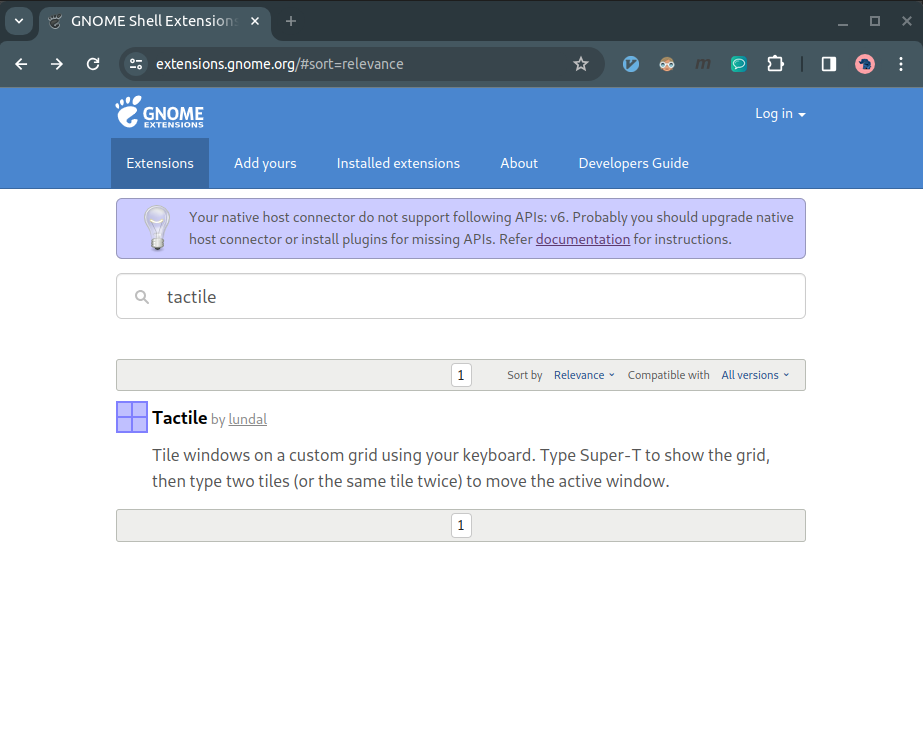 GNOME Shell Extensions
extensions.gnome.org/#sort=relevance
m
GNOME
EXTENSIONS
Log in
Extensions
Add yours
Installed extensions
About
Developers Guide
Your native host connector do not support following APIs: v6. Probably you should upgrade native
host connector or install plugins for missing APIs. Refer documentation for instructions.
tactile
1
Sort by
Relevance
Compatible with
All versions
Tactile by lundal
Tile windows on a custom grid using your keyboard. Type Super-T to show the grid,
then type two tiles (or the same tile twice) to move the active window.
1